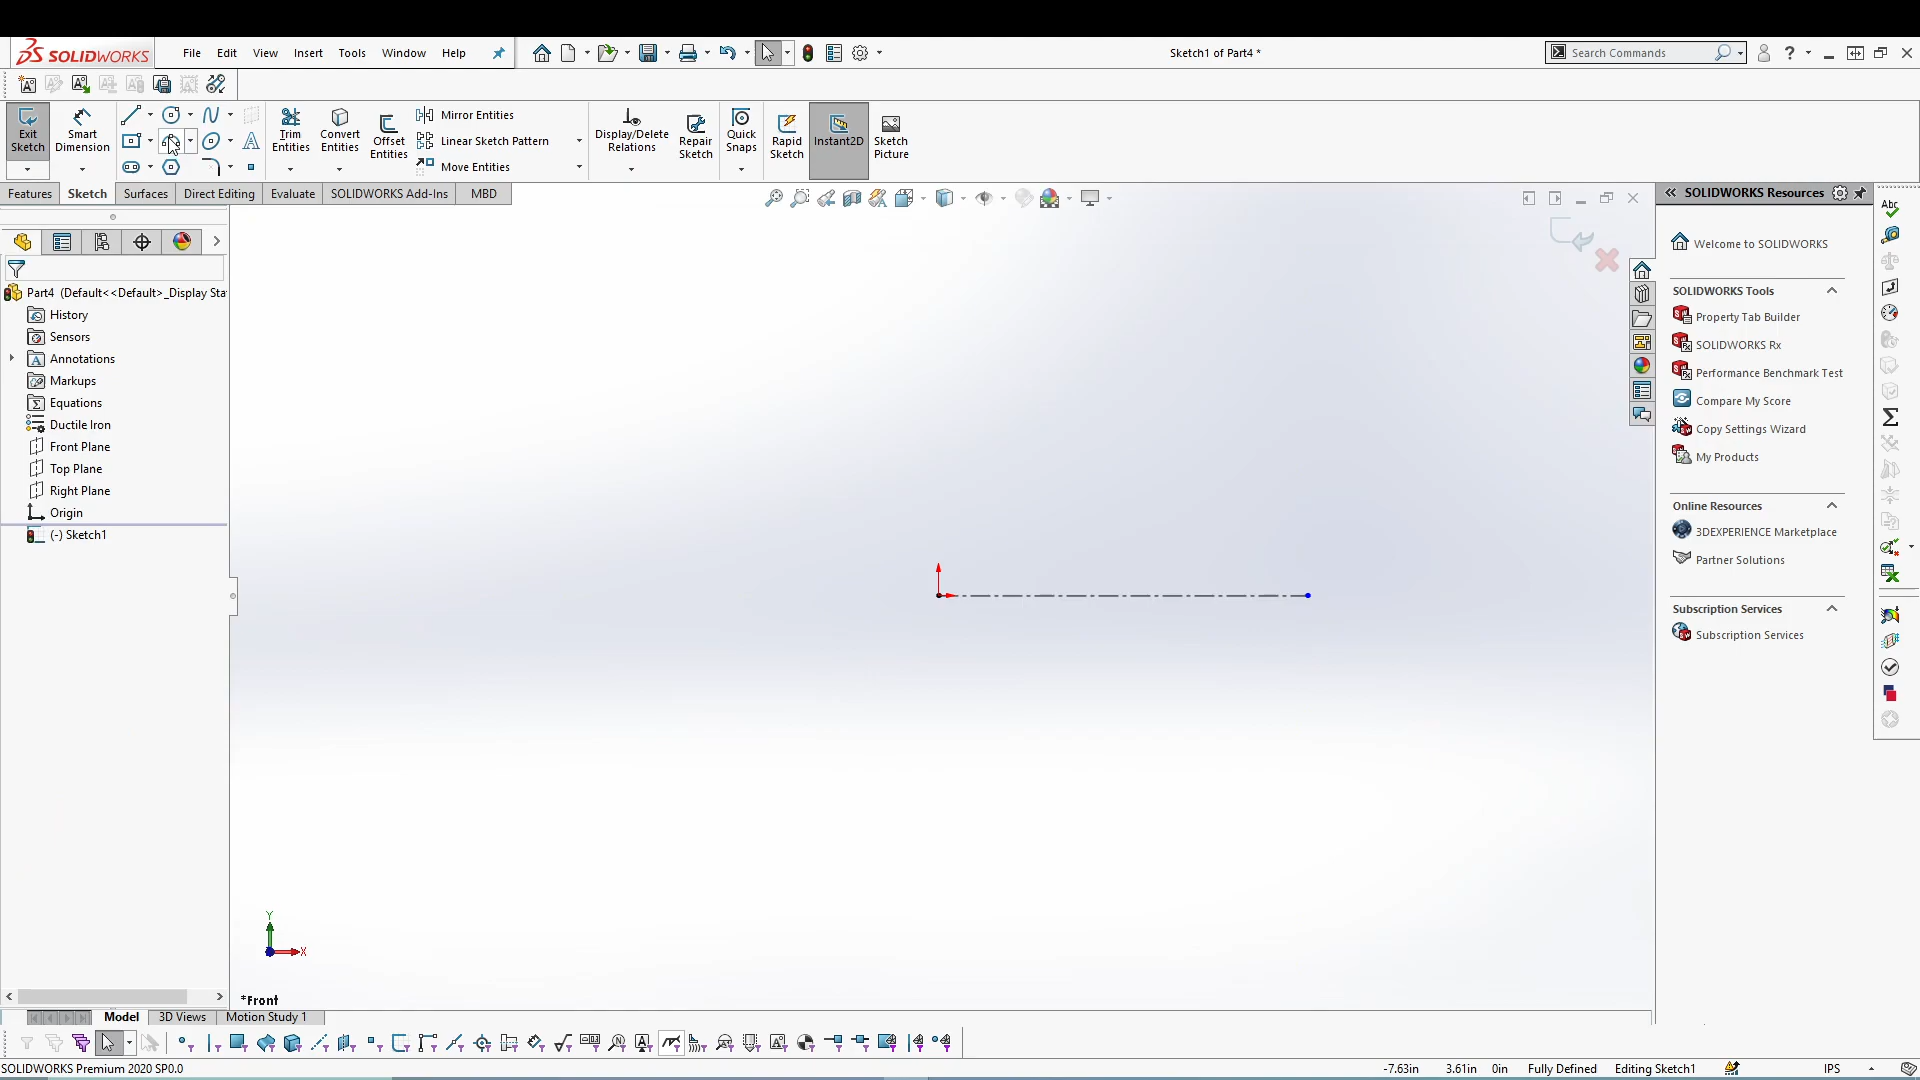 SOLIDWORKS File Edit View Insert Tools Window Help Sketch1 of Part4 * Search Commands
Exit Sketch
Smart Dimension
Trim Entities
Convert Entities
Offset Entities
Mirror Entities
Linear Sketch Pattern
Move Entities
Display/Delete Relations
Repair Sketch
Quick Snaps
Rapid Sketch
Instant2D
Sketch Picture
Features Sketch Surfaces Direct Editing Evaluate SOLIDWORKS Add-Ins MBD
Part4 (Default<<Default>_Display Sta
History
Sensors
Annotations
Markups
Equations
Ductile Iron
Front Plane
Top Plane
Right Plane
Origin
(-) Sketch1
Y
X
*Front
SOLIDWORKS Resources
Welcome to SOLIDWORKS
SOLIDWORKS Tools
Property Tab Builder
SOLIDWORKS Rx
Performance Benchmark Test
Compare My Score
Copy Settings Wizard
My Products
Online Resources
3DEXPERIENCE Marketplace
Partner Solutions
Subscription Services
Subscription Services
Abc
Model 3D Views Motion Study 1
SOLIDWORKS Premium 2020 SP0.0 -7.63in 3.61in 0in Fully Defined Editing Sketch1 IPS